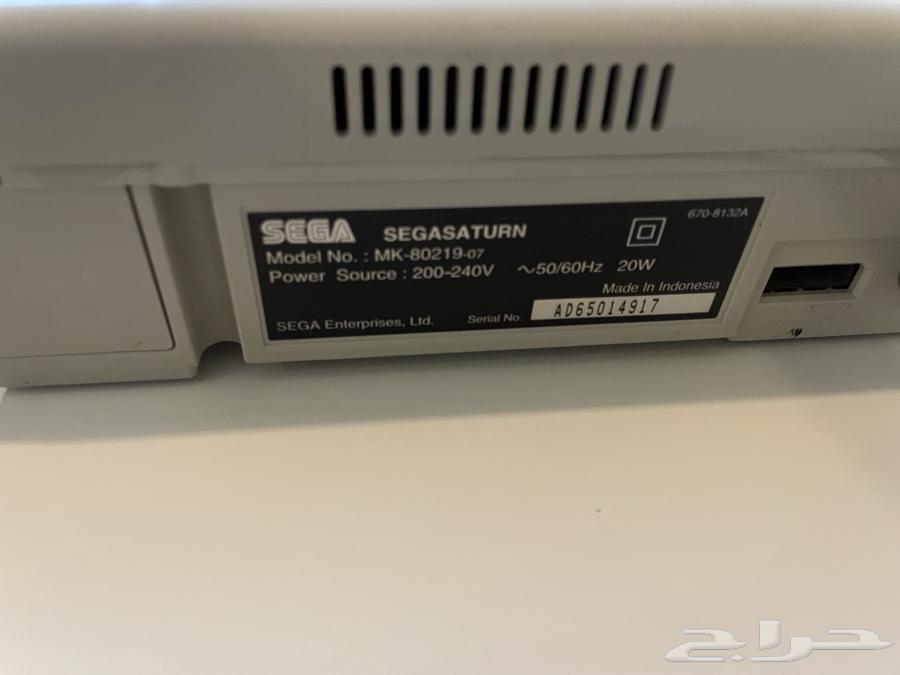 SEGA SEGASATURN 670-8132A
Model No. : MK-80219-07
Power Source : 200-240V ～50/60Hz 20W
Made In Indonesia
SEGA Enterprises, Ltd. Serial No. AD65014917
حراج